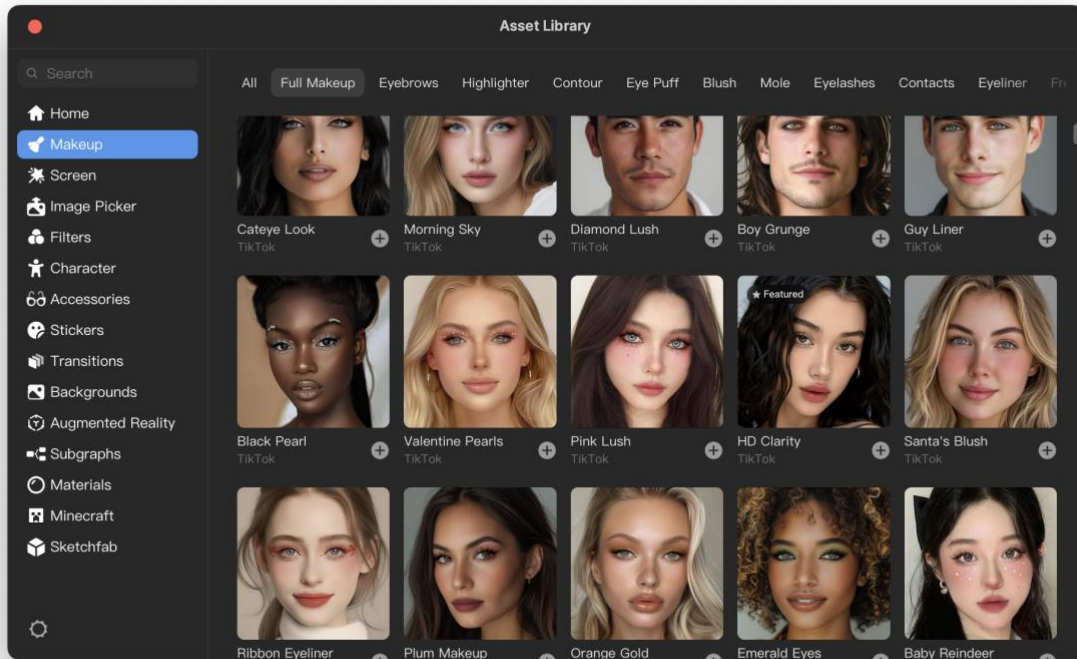 Asset Library
Search
Home
Makeup
Screen
Image Picker
Filters
Character
Accessories
Stickers
Transitions
Backgrounds
Augmented Reality
Subgraphs
Materials
Minecraft
Sketchfab
All Full Makeup Eyebrows Highlighter Contour Eye Puff Blush Mole Eyelashes Contacts Eyeliner
Cateye Look Morning Sky Diamond Lush Boy Grunge Guy Liner
TikTok TikTok TikTok TikTok TikTok
Featured
Black Pearl Valentine Pearls Pink Lush HD Clarity Santa's Blush
TikTok TikTok TikTok TikTok TikTok
Ribbon Eyeliner Plum Makeup Orange Gold Emerald Eyes Baby Reindeer